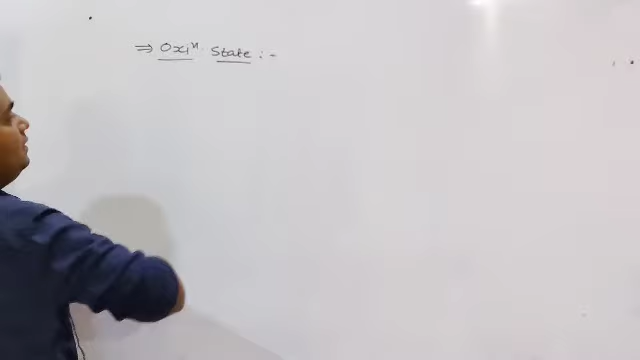 ⇒ Oxiⁿ State :-